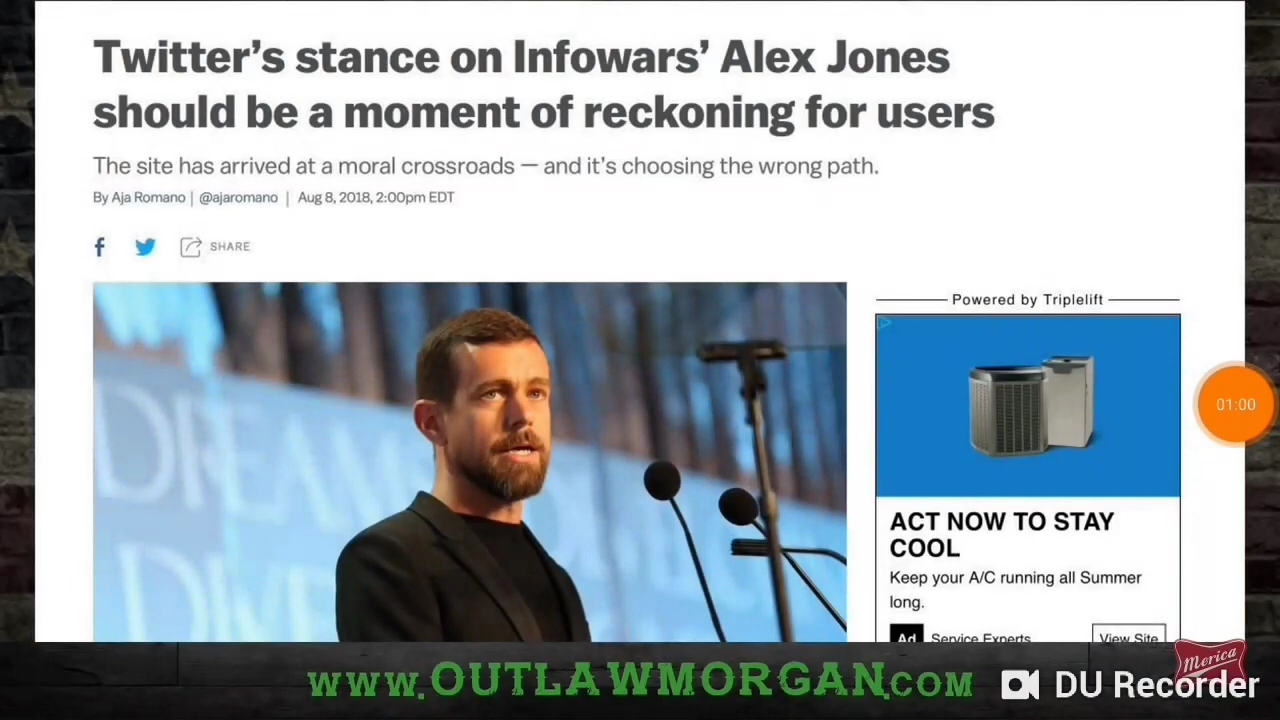 Twitter’s stance on Infowars’ Alex Jones
should be a moment of reckoning for users
The site has arrived at a moral crossroads — and it’s choosing the wrong path.
By Aja Romano | @ajaromano | Aug 8, 2018, 2:00pm EDT
SHARE
Powered by Triplelift
01:00
ACT NOW TO STAY
COOL
Keep your A/C running all Summer
long.
Ad Service Experts View Site
Merica
www.OUTLAWMORGAN.COM
DU Recorder